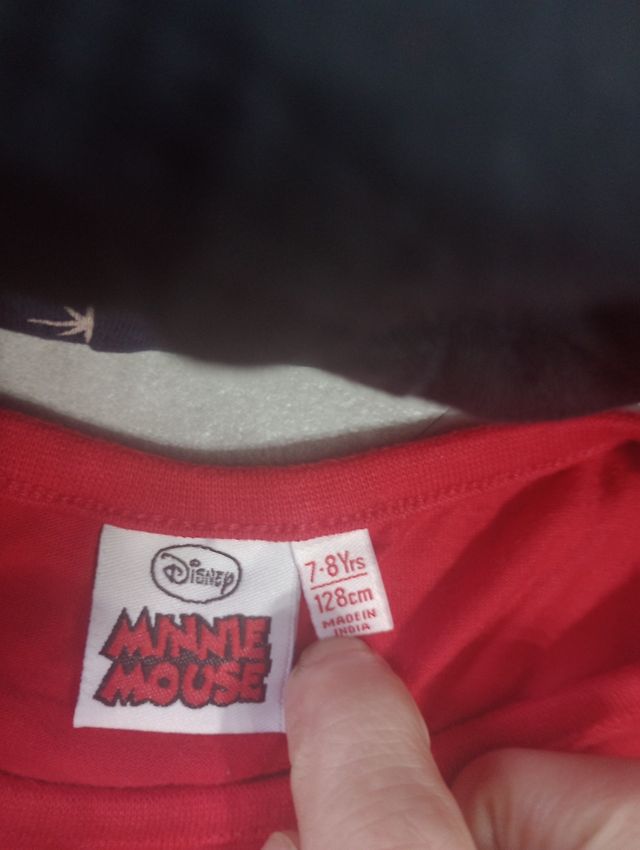 Disney
MINNIE
MOUSE
7-8Yrs
128cm
MADE IN
INDIA